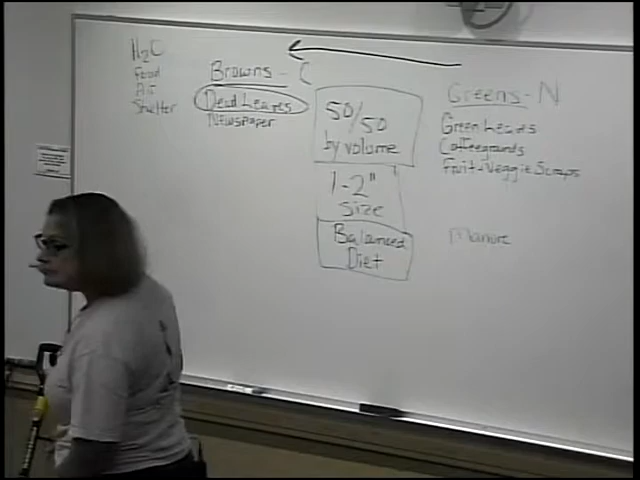 H2O
Food
Air
Shelter
Browns - C
Dead Leaves
Newspaper
50/50
by volume
1-2"
size
Balanced
Diet
Greens - N
Green Leaves
Coffeegrounds
Fruit + Veggie Scraps
Manure